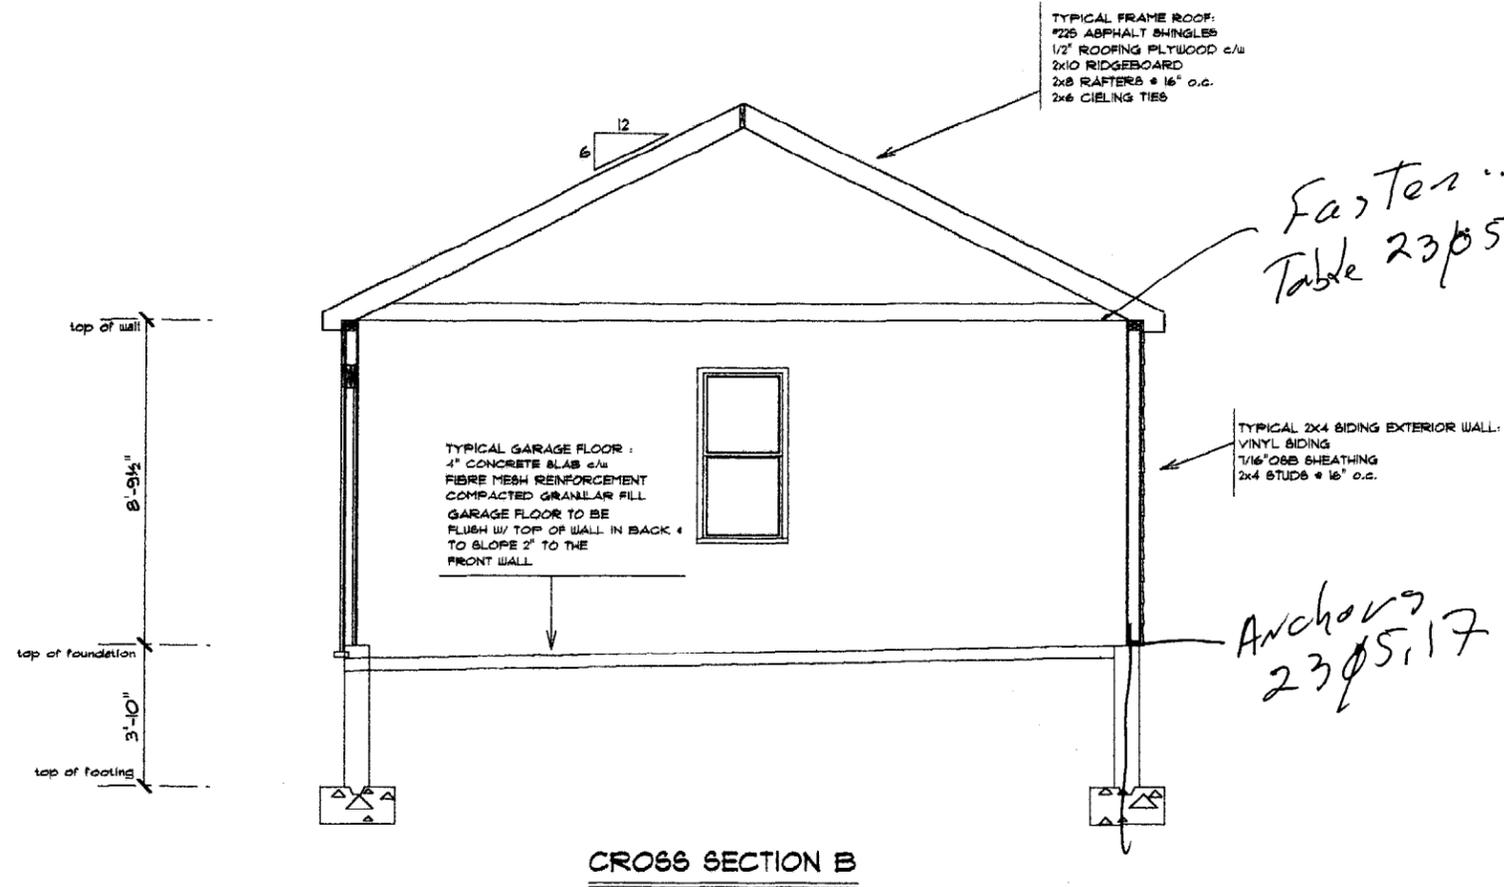 TYPICAL FRAME ROOF:
#225 ASPHALT SHINGLES
1/2" ROOFING PLYWOOD c/w
2x10 RIDGEBOARD
2x8 RAFTERS @ 16" o.c.
2x6 CIELING TIES
12
6
Fasten
Table 23
top of wall
TYPICAL 2X4 SIDING EXTERIOR WALL:
VINYL SIDING
7/16" OSB SHEATHING
2x4 STUDS @ 16" o.c.
TYPICAL GARAGE FLOOR :
4" CONCRETE SLAB c/w
FIBRE MESH REINFORCEMENT
COMPACTED GRANULAR FILL
GARAGE FLOOR TO BE
FLUSH W/ TOP OF WALL IN BACK &
TO SLOPE 2" TO THE
FRONT WALL
8'-9½"
top of foundation
Anchors
2305.17
3'-10"
top of footing
CROSS SECTION B